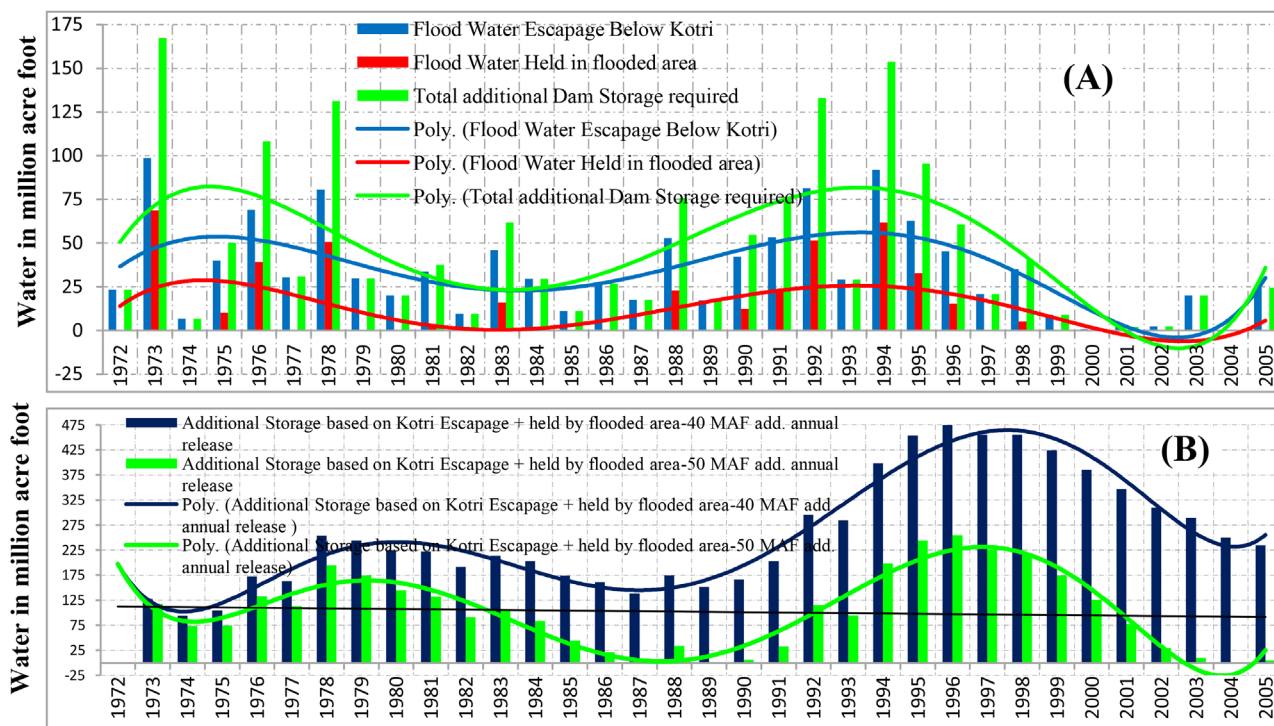 Water in million acre foot
175
150
125
100
75
50
25
0
-25
Flood Water Escapage Below Kotri
Flood Water Held in flooded area
Total additional Dam Storage required
Poly. (Flood Water Escapage Below Kotri)
Poly. (Flood Water Held in flooded area)
Poly. (Total additional Dam Storage required)
(A)
1972 1973 1974 1975 1976 1977 1978 1979 1980 1981 1982 1983 1984 1985 1986 1987 1988 1989 1990 1991 1992 1993 1994 1995 1996 1997 1998 1999 2000 2001 2002 2003 2004 2005
Water in million acre foot
475
425
375
325
275
225
175
125
75
25
-25
Additional Storage based on Kotri Escapage + held by flooded area-40 MAF add. annual
release
Additional Storage based on Kotri Escapage + held by flooded area-50 MAF add. annual
release
Poly. (Additional Storage based on Kotri Escapage + held by flooded area-40 MAF add.
annual release )
Poly. (Additional Storage based on Kotri Escapage + held by flooded area-50 MAF add.
annual release)
(B)
1972 1973 1974 1975 1976 1977 1978 1979 1980 1981 1982 1983 1984 1985 1986 1987 1988 1989 1990 1991 1992 1993 1994 1995 1996 1997 1998 1999 2000 2001 2002 2003 2004 2005